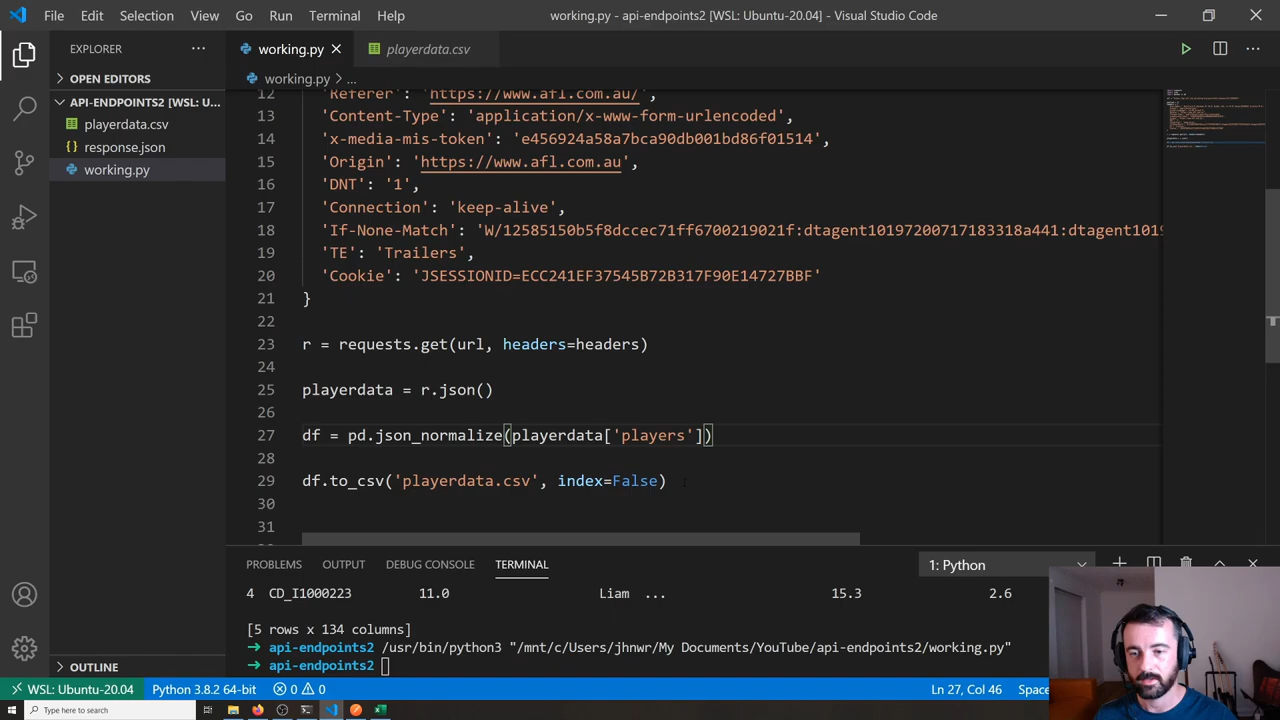 File Edit Selection View Go Run Terminal Help working.py - api-endpoints2 [WSL: Ubuntu-20.04] - Visual Studio Code
EXPLORER ··· working.py playerdata.csv
OPEN EDITORS working.py > ...
API-ENDPOINTS2 [WSL: U...
playerdata.csv
response.json
working.py
12 'Referer': 'https://www.afl.com.au/',
13 'Content-Type': 'application/x-www-form-urlencoded',
14 'x-media-mis-token': 'e456924a58a7bca90db001bd86f01514',
15 'Origin': 'https://www.afl.com.au',
16 'DNT': '1',
17 'Connection': 'keep-alive',
18 'If-None-Match': 'W/12585150b5f8dccec71ff6700219021f:dtagent10197200717183318a441:dtagent1019
19 'TE': 'Trailers',
20 'Cookie': 'JSESSIONID=ECC241EF37545B72B317F90E14727BBF'
21 }
22
23 r = requests.get(url, headers=headers)
24
25 playerdata = r.json()
26
27 df = pd.json_normalize(playerdata['players'])
28
29 df.to_csv('playerdata.csv', index=False)
30
31
PROBLEMS OUTPUT DEBUG CONSOLE TERMINAL 1: Python
4 CD_I1000223 11.0 Liam ... 15.3 2.6
[5 rows x 134 columns]
→ api-endpoints2 /usr/bin/python3 "/mnt/c/Users/jhnwr/My Documents/YouTube/api-endpoints2/working.py"
→ api-endpoints2
OUTLINE
WSL: Ubuntu-20.04 Python 3.8.2 64-bit 0 0 Ln 27, Col 46 Space
Type here to search